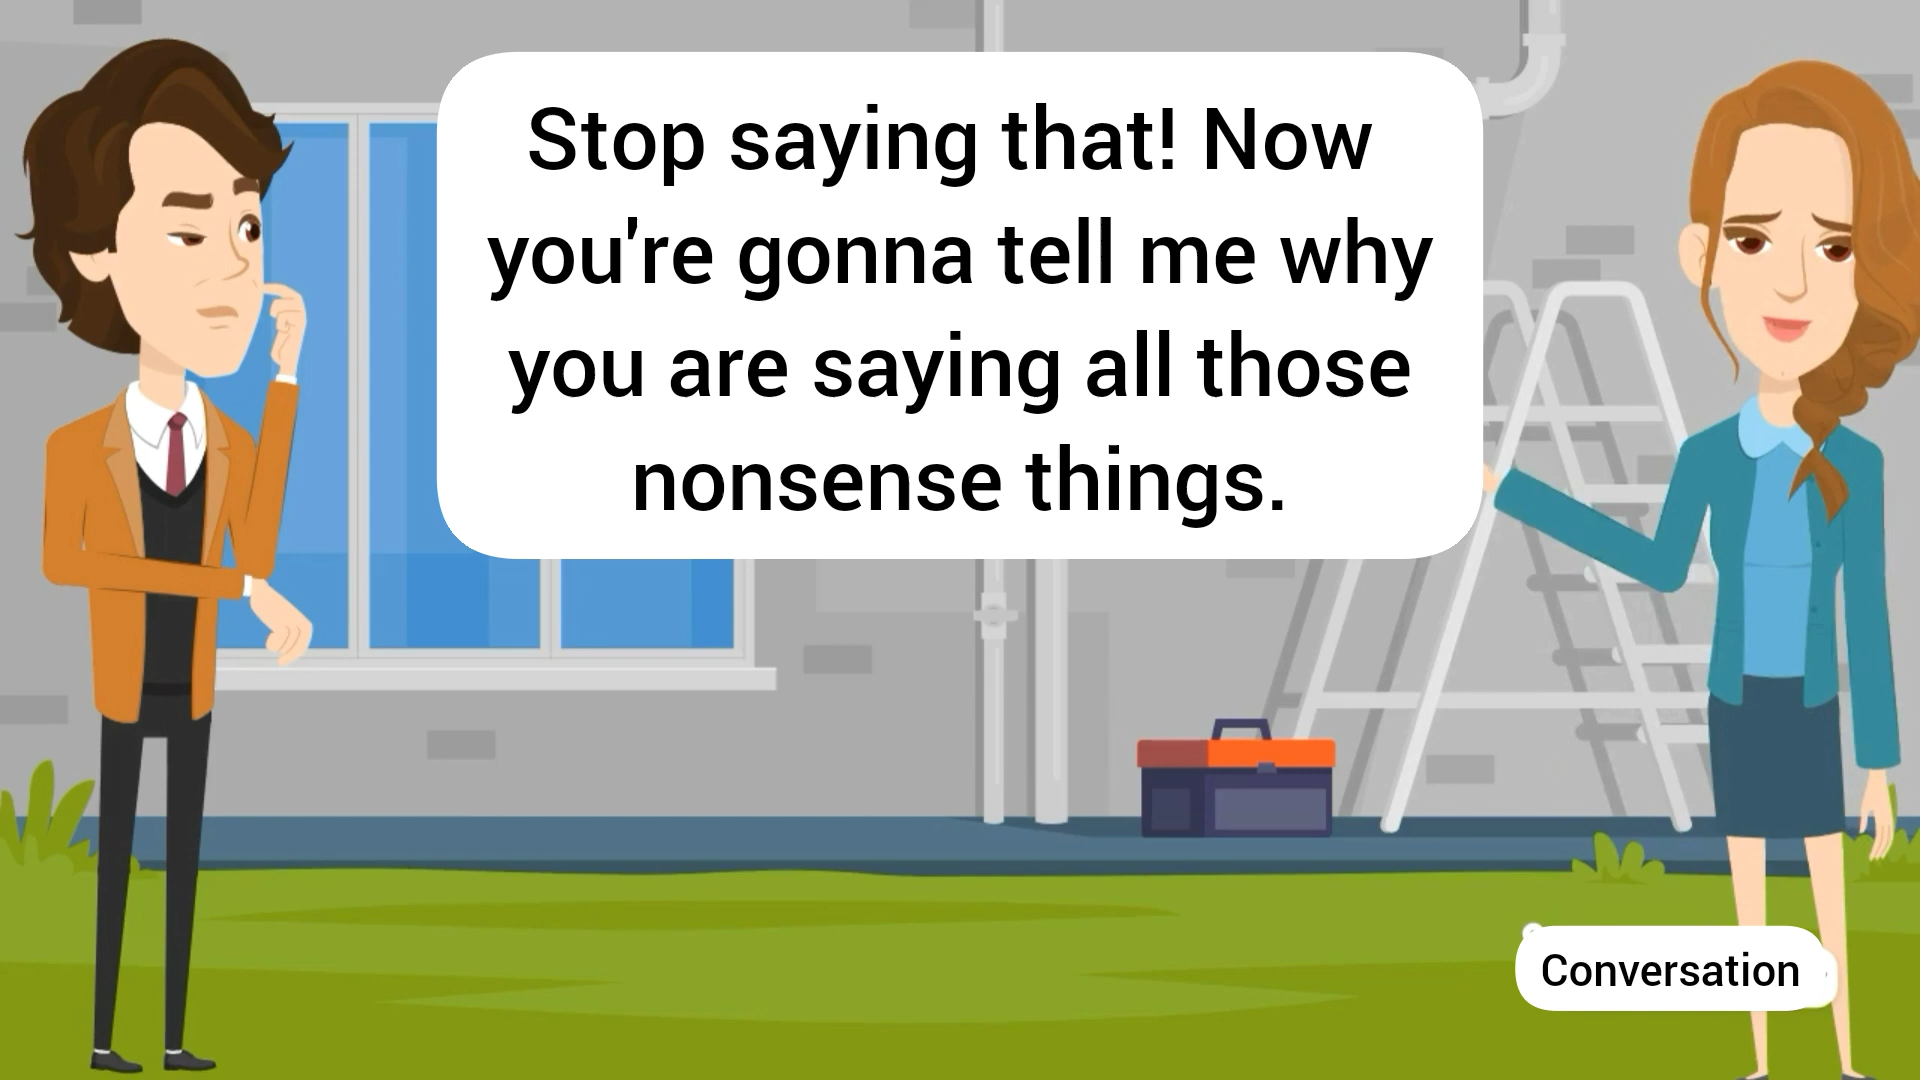 Stop saying that! Now
you're gonna tell me why
you are saying all those
nonsense things.
Conversation